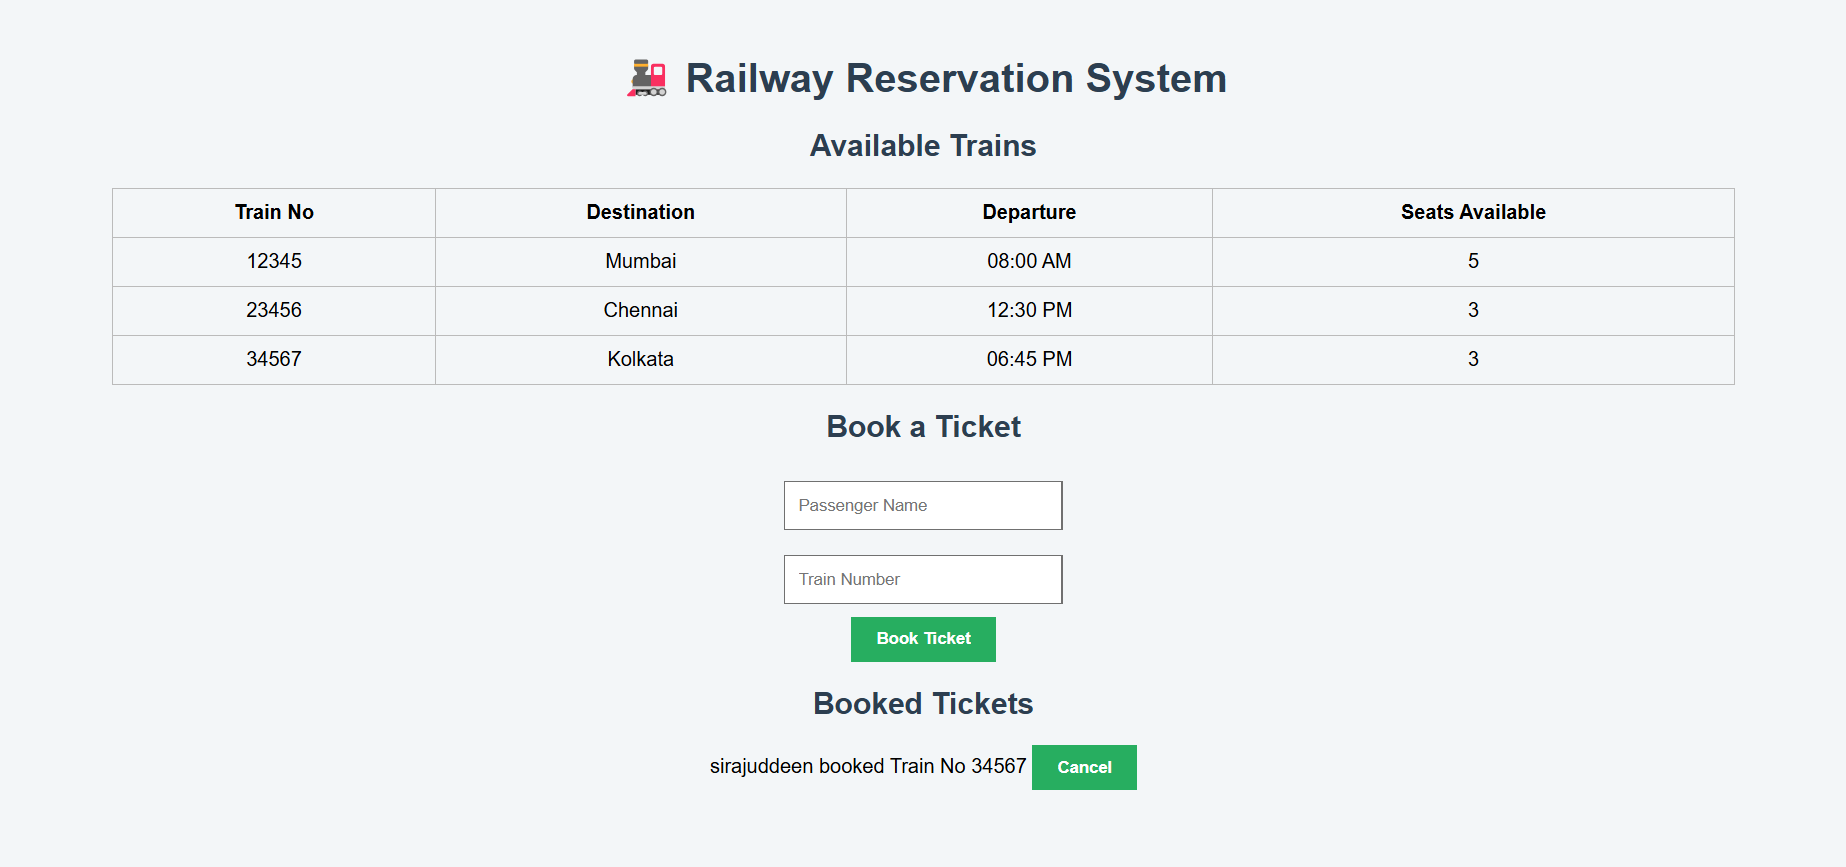 Railway Reservation System
Available Trains
Train No Destination Departure Seats Available
12345 Mumbai 08:00 AM 5
23456 Chennai 12:30 PM 3
34567 Kolkata 06:45 PM 3
Book a Ticket
Passenger Name
Train Number
Book Ticket
Booked Tickets
sirajuddeen booked Train No 34567 Cancel